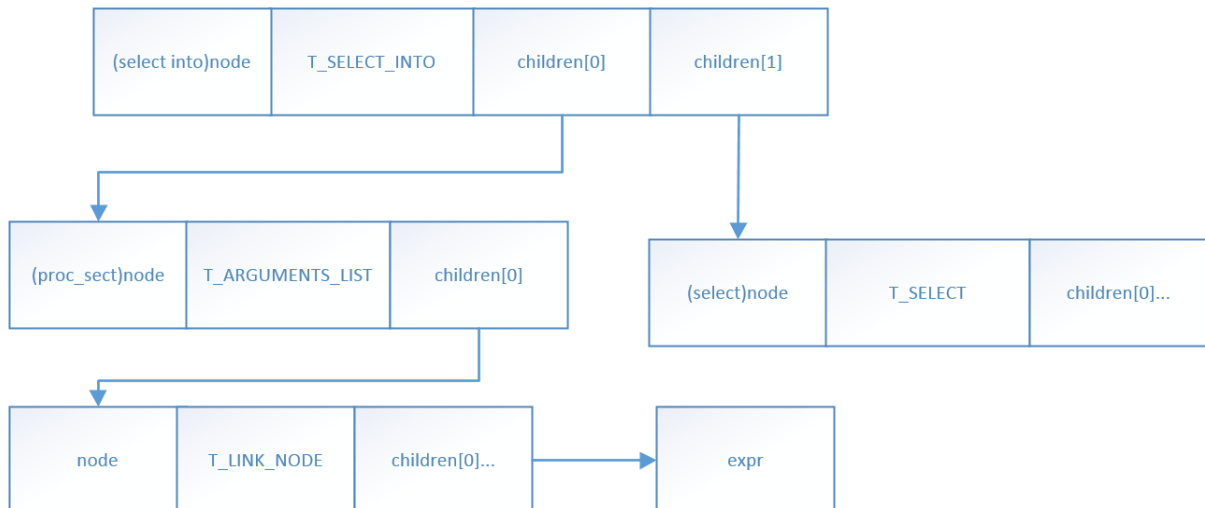 (select into)node
T_SELECT_INTO
children[0]
children[1]
(proc_sect)node
T_ARGUMENTS_LIST
children[0]
(select)node
T_SELECT
children[0]...
node
T_LINK_NODE
children[0]...
expr